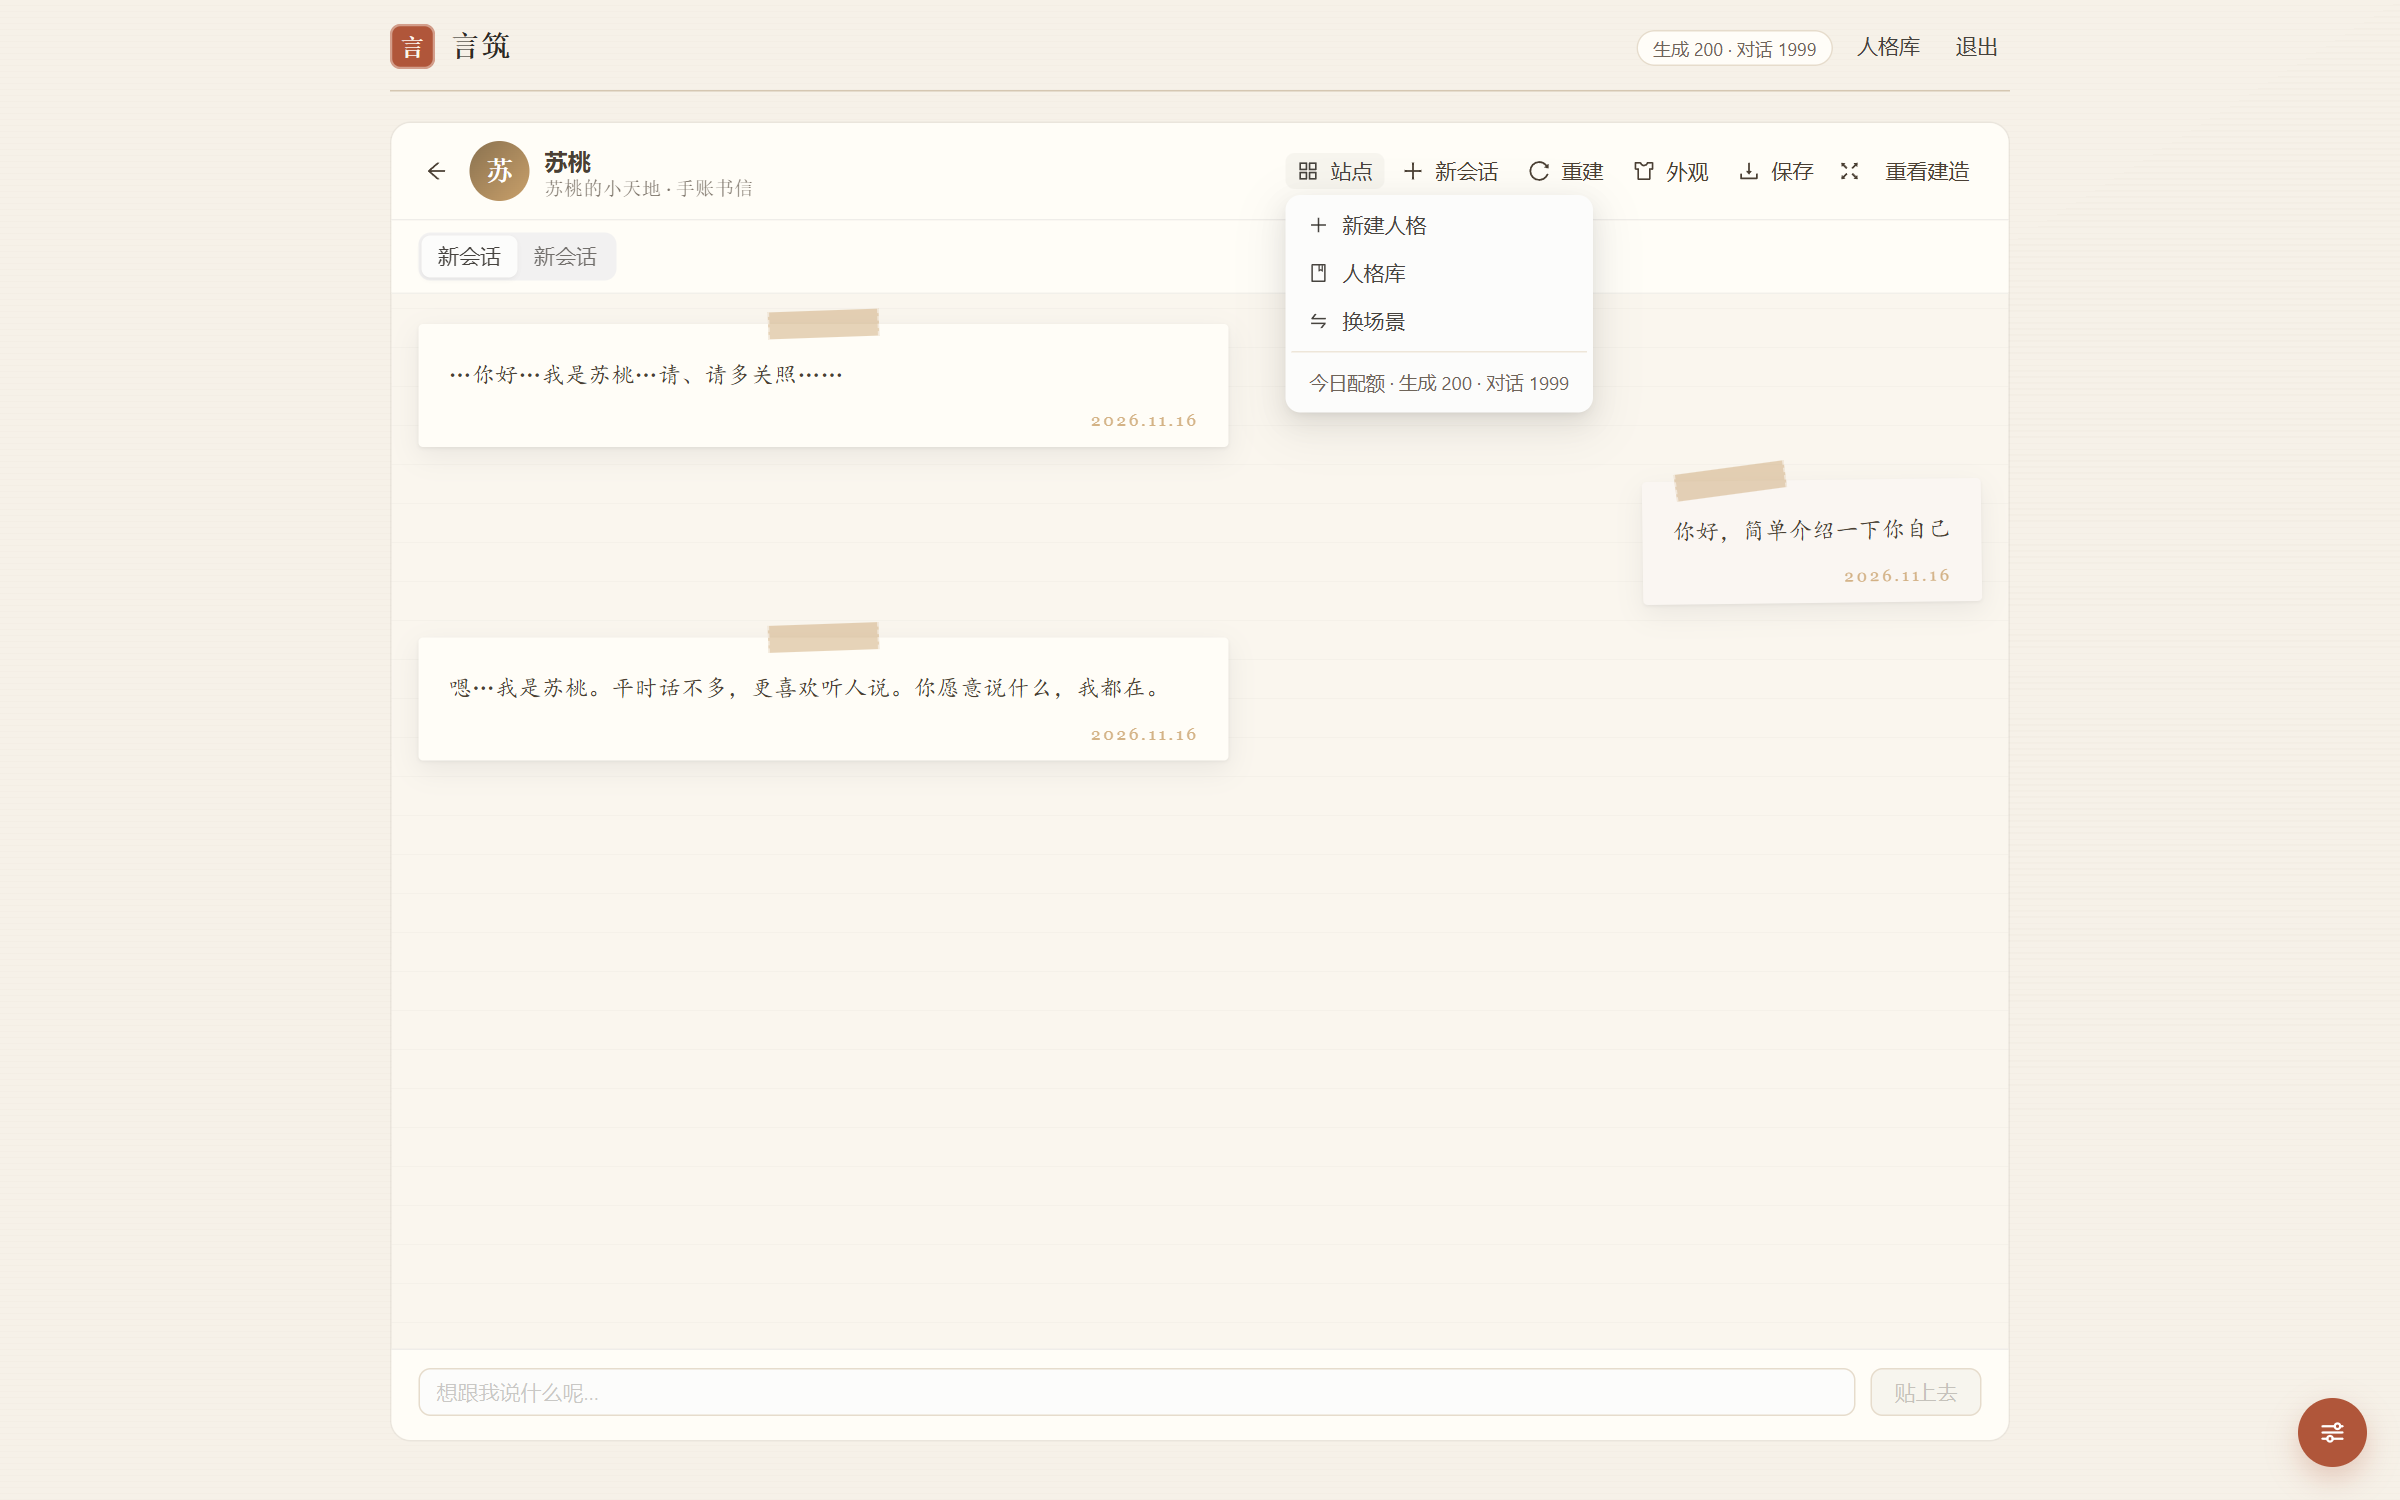 言 言筑
生成 200 · 对话 1999 人格库 退出
苏 苏桃
苏桃的小天地 · 手账书信
站点 新会话 重建 外观 保存 重看建造
新建人格
人格库
换场景
今日配额 · 生成 200 · 对话 1999
新会话 新会话
…你好…我是苏桃…请、请多关照……
2026.11.16
你好，简单介绍一下你自己
2026.11.16
嗯…我是苏桃。平时话不多，更喜欢听人说。你愿意说什么，我都在。
2026.11.16
想跟我说什么呢... 贴上去